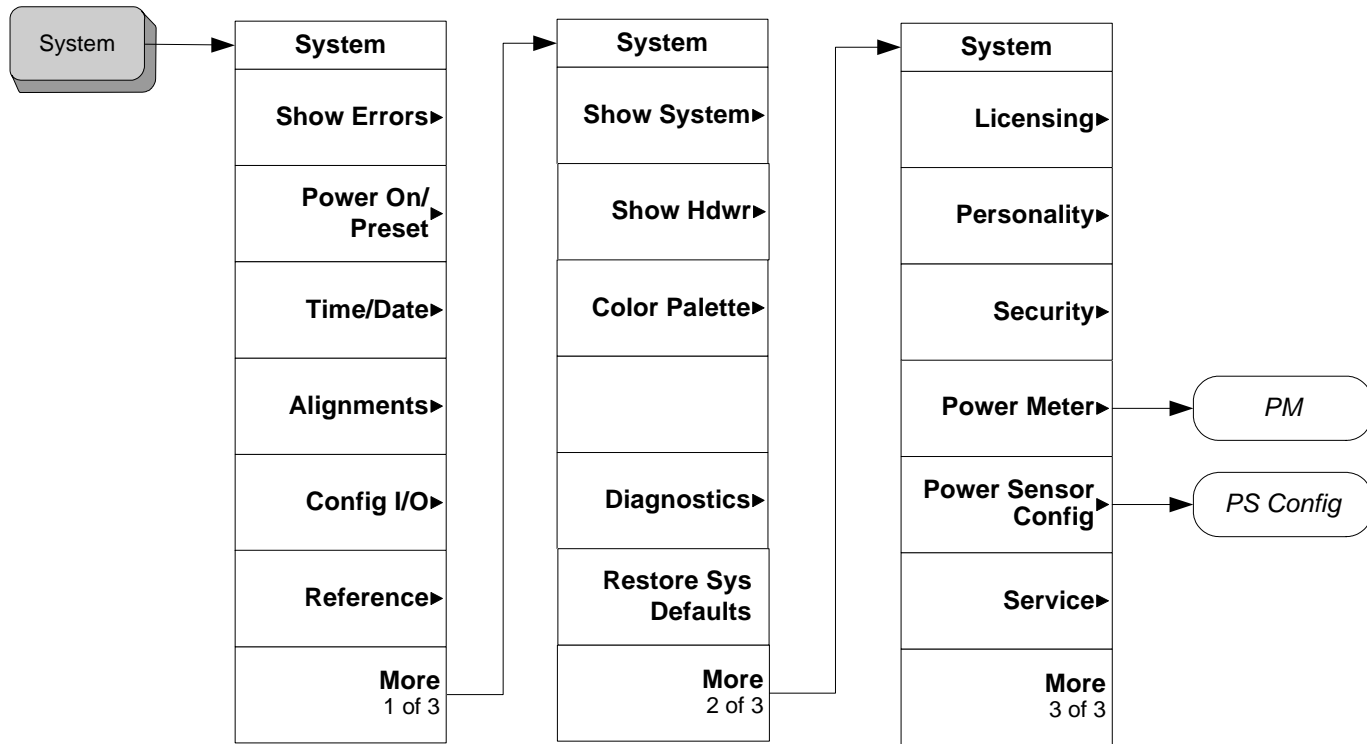 System
System
Show Errors
Power On/
Preset
Time/Date
Alignments
Config I/O
Reference
More
1 of 3
System
Show System
Show Hdwr
Color Palette
Diagnostics
Restore Sys
Defaults
More
2 of 3
System
Licensing
Personality
Security
Power Meter
PM
Power Sensor
Config
PS Config
Service
More
3 of 3